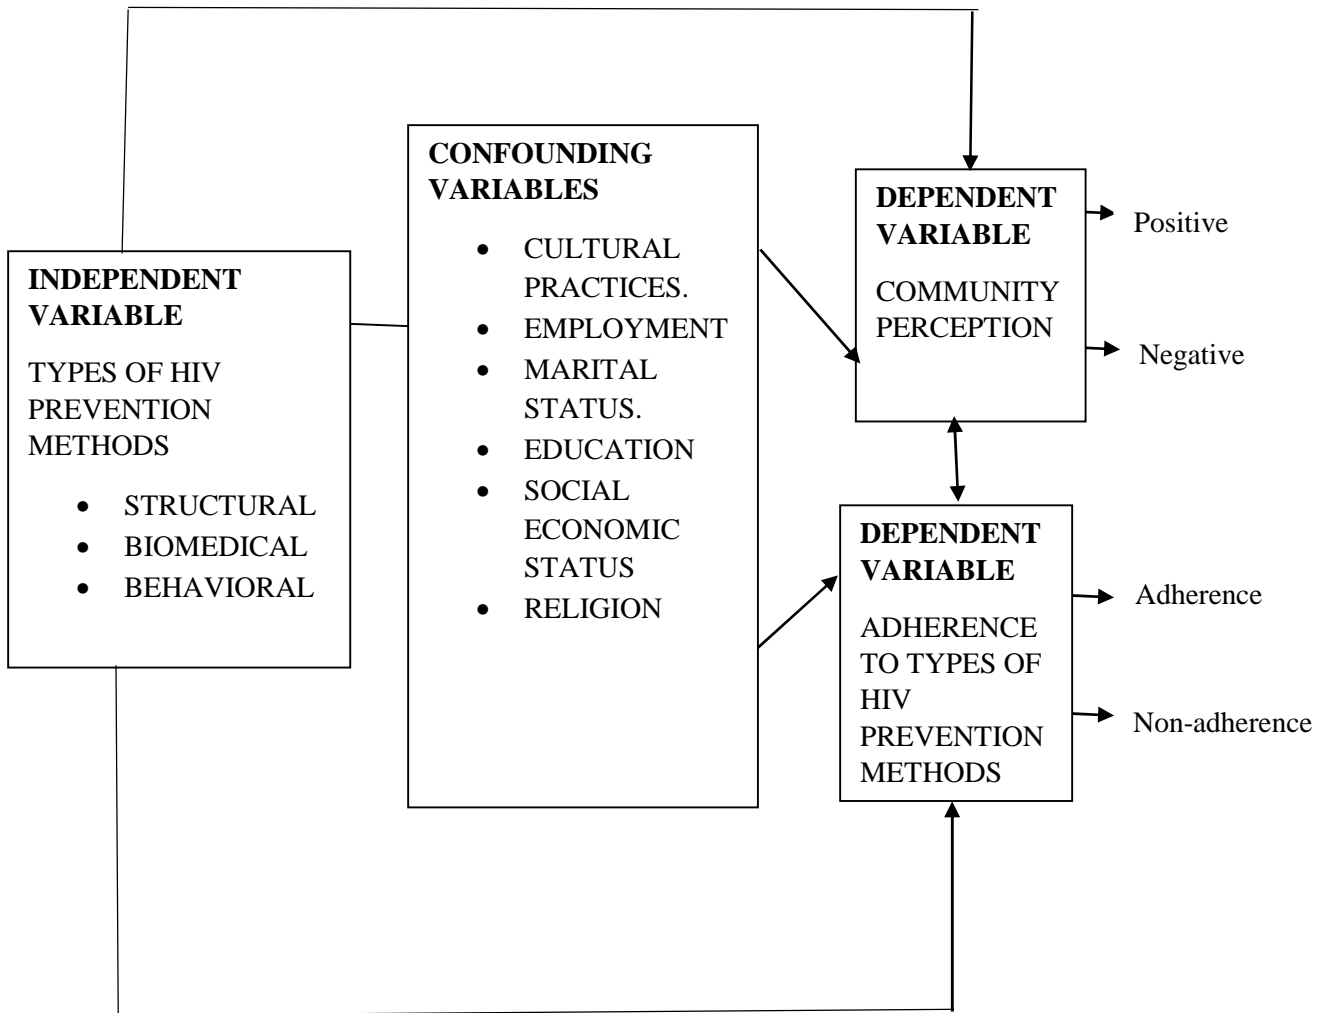 INDEPENDENT
VARIABLE
TYPES OF HIV
PREVENTION
METHODS
• STRUCTURAL
• BIOMEDICAL
• BEHAVIORAL
CONFOUNDING
VARIABLES
• CULTURAL
PRACTICES.
• EMPLOYMENT
• MARITAL
STATUS.
• EDUCATION
• SOCIAL
ECONOMIC
STATUS
• RELIGION
DEPENDENT
VARIABLE
COMMUNITY
PERCEPTION
Positive
Negative
DEPENDENT
VARIABLE
ADHERENCE
TO TYPES OF
HIV
PREVENTION
METHODS
Adherence
Non-adherence